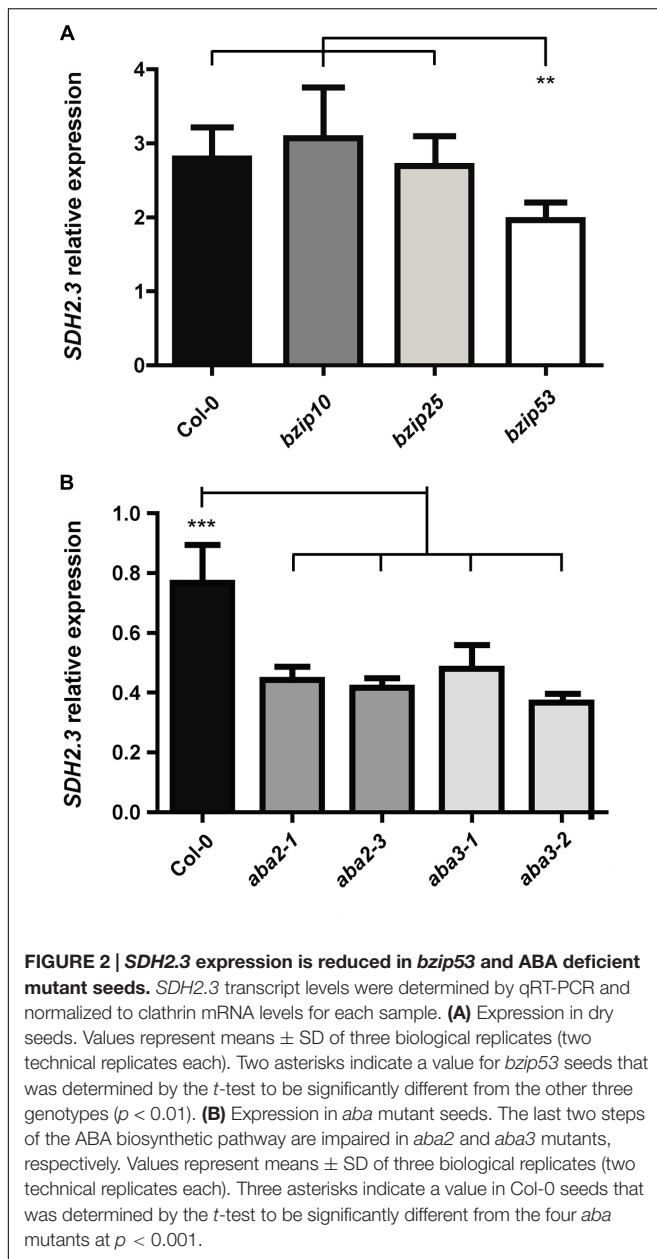 A
SDH2.3 relative expression
4
3
2
1
0
**
Col-0
bzip10
bzip25
bzip53
B
SDH2.3 relative expression
1.0
0.8
0.6
0.4
0.2
0.0
***
Col-0
aba2-1
aba2-3
aba3-1
aba3-2
FIGURE 2 | SDH2.3 expression is reduced in bzip53 and ABA deficient
mutant seeds. SDH2.3 transcript levels were determined by qRT-PCR and
normalized to clathrin mRNA levels for each sample. (A) Expression in dry
seeds. Values represent means ± SD of three biological replicates (two
technical replicates each). Two asterisks indicate a value for bzip53 seeds that
was determined by the t-test to be significantly different from the other three
genotypes (p < 0.01). (B) Expression in aba mutant seeds. The last two steps
of the ABA biosynthetic pathway are impaired in aba2 and aba3 mutants,
respectively. Values represent means ± SD of three biological replicates (two
technical replicates each). Three asterisks indicate a value in Col-0 seeds that
was determined by the t-test to be significantly different from the four aba
mutants at p < 0.001.